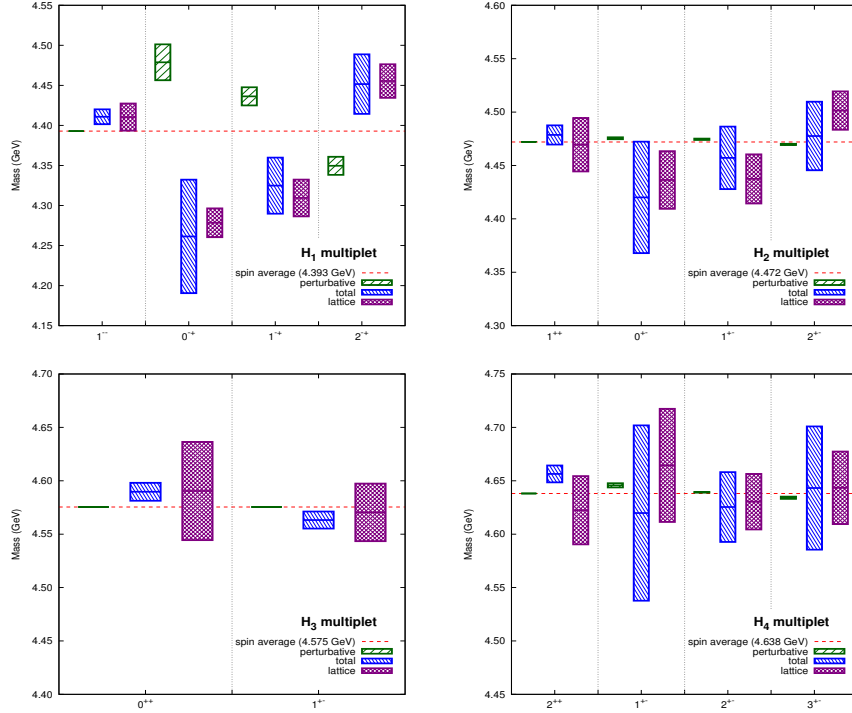 4.55
4.50
4.45
4.40
4.35
4.30
4.25
4.20
4.15
Mass (GeV)
H₁ multiplet
spin average (4.393 GeV)
perturbative
total
lattice
1⁻⁻ 0⁻⁺ 1⁻⁺ 2⁻⁺
4.60
4.55
4.50
4.45
4.40
4.35
4.30
Mass (GeV)
H₂ multiplet
spin average (4.472 GeV)
perturbative
total
lattice
1⁺⁺ 0⁺⁻ 1⁺⁻ 2⁺⁻
4.70
4.65
4.60
4.55
4.50
4.45
4.40
Mass (GeV)
H₃ multiplet
spin average (4.575 GeV)
perturbative
total
lattice
0⁺⁺ 1⁺⁻
4.75
4.70
4.65
4.60
4.55
4.50
4.45
Mass (GeV)
H₄ multiplet
spin average (4.638 GeV)
perturbative
total
lattice
2⁺⁺ 1⁺⁻ 2⁺⁻ 3⁺⁻